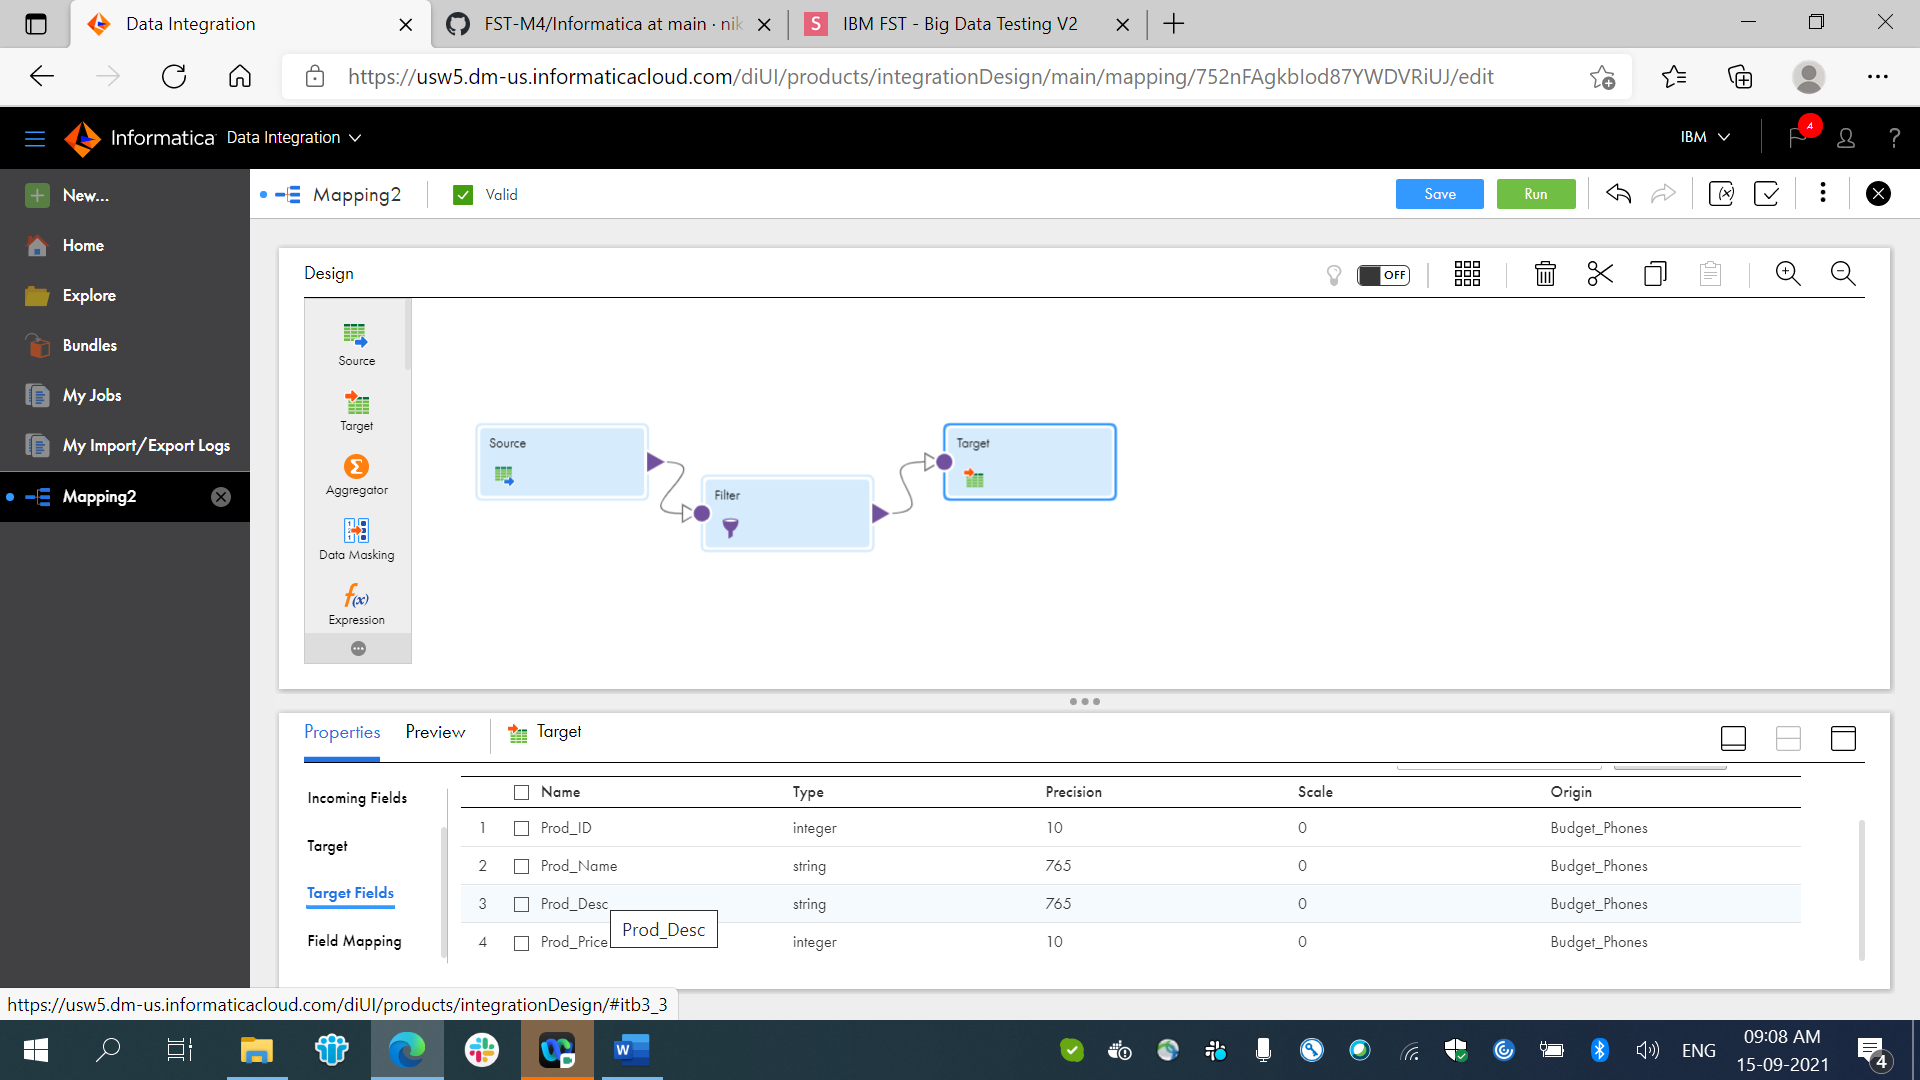 Data Integration
FST-M4/Informatica at main · nik
S IBM FST - Big Data Testing V2
https://usw5.dm-us.informaticacloud.com/diUI/products/integrationDesign/main/mapping/752nFAgkbIod87YWDVRiUJ/edit
Informatica Data Integration
IBM
4
?
New...
Home
Explore
Bundles
My Jobs
My Import/Export Logs
Mapping2
Mapping2
Valid
Save
Run
(x)
Design
OFF
Source
Target
Aggregator
Data Masking
f(x)
Expression
Source
Filter
Target
Properties
Preview
Target
Incoming Fields
Target
Target Fields
Field Mapping
Name Type Precision Scale Origin
1 Prod_ID integer 10 0 Budget_Phones
2 Prod_Name string 765 0 Budget_Phones
3 Prod_Desc string 765 0 Budget_Phones
4 Prod_Price integer 10 0 Budget_Phones
Prod_Desc
https://usw5.dm-us.informaticacloud.com/diUI/products/integrationDesign/#itb3_3
W
ENG
09:08 AM
15-09-2021
4